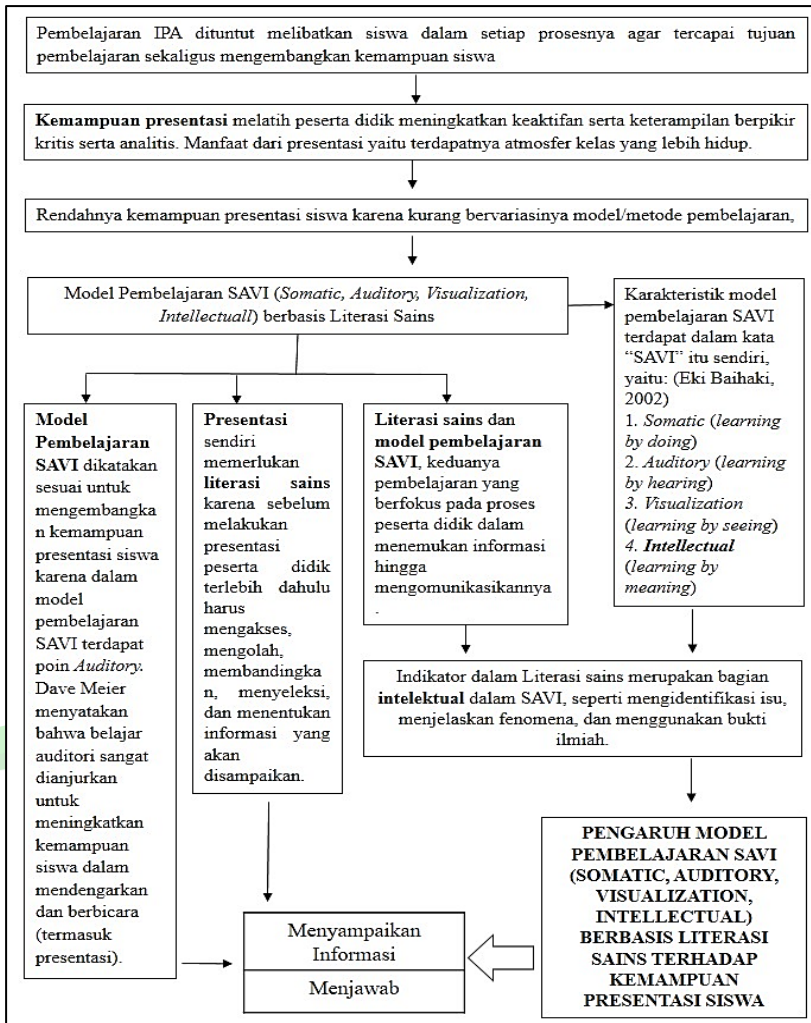 Pembelajaran IPA dituntut melibatkan siswa dalam setiap prosesnya agar tercapai tujuan
pembelajaran sekaligus mengembangkan kemampuan siswa
Kemampuan presentasi melatih peserta didik meningkatkan keaktifan serta keterampilan berpikir
kritis serta analitis. Manfaat dari presentasi yaitu terdapatnya atmosfer kelas yang lebih hidup.
Rendahnya kemampuan presentasi siswa karena kurang bervariasinya model/metode pembelajaran,
Model Pembelajaran SAVI (Somatic, Auditory, Visualization,
Intellectuall) berbasis Literasi Sains
Karakteristik model
pembelajaran SAVI
terdapat dalam kata
“SAVI” itu sendiri,
yaitu: (Eki Baihaki,
2002)
1. Somatic (learning
by doing)
2. Auditory (learning
by hearing)
3. Visualization
(learning by seeing)
4. Intellectual
(learning by
meaning)
Model
Pembelajaran
SAVI dikatakan
sesuai untuk
mengembangka
n kemampuan
presentasi siswa
karena dalam
model
pembelajaran
SAVI terdapat
poin Auditory.
Dave Meier
menyatakan
bahwa belajar
auditori sangat
dianjurkan
untuk
meningkatkan
kemampuan
siswa dalam
mendengarkan
dan berbicara
(termasuk
presentasi).
Presentasi
sendiri
memerlukan
literasi sains
karena sebelum
melakukan
presentasi
peserta didik
terlebih dahulu
harus
mengakses,
mengolah,
membandingka
n, menyeleksi,
dan menentukan
informasi yang
akan
disampaikan.
Literasi sains dan
model pembelajaran
SAVI, keduanya
pembelajaran yang
berfokus pada proses
peserta didik dalam
menemukan informasi
hingga
mengomunikasikannya
.
Indikator dalam Literasi sains merupakan bagian
intelektual dalam SAVI, seperti mengidentifikasi isu,
menjelaskan fenomena, dan menggunakan bukti
ilmiah.
PENGARUH MODEL
PEMBELAJARAN SAVI
(SOMATIC, AUDITORY,
VISUALIZATION,
INTELLECTUAL)
BERBASIS LITERASI
SAINS TERHADAP
KEMAMPUAN
PRESENTASI SISWA
Menyampaikan
Informasi
Menjawab